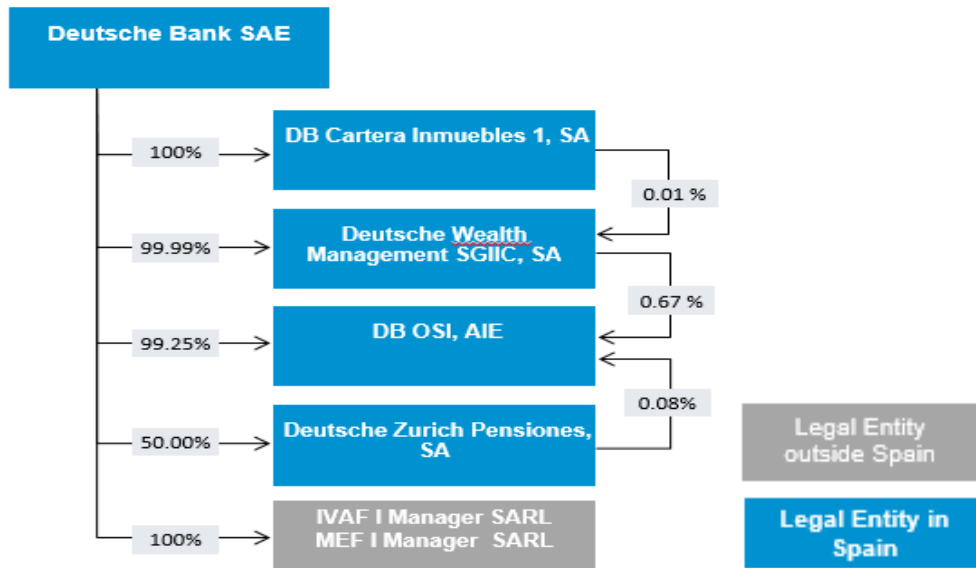 Deutsche Bank SAE
100%
DB Cartera Inmuebles 1, SA
0.01 %
99.99%
Deutsche Wealth
Management SGIIC, SA
0.67 %
99.25%
DB OSI, AIE
0.08%
50.00%
Deutsche Zurich Pensiones,
SA
100%
IVAF I Manager SARL
MEF I Manager SARL
Legal Entity
outside Spain
Legal Entity in
Spain